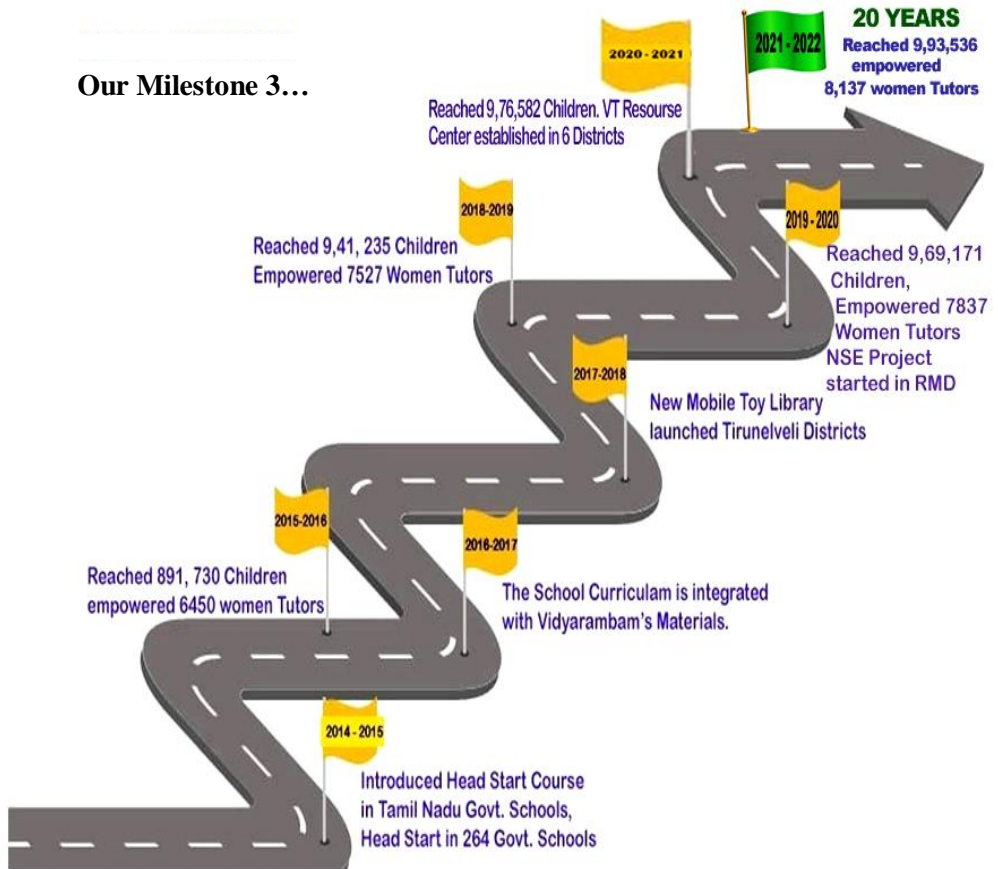 Our Milestone 3…
20 YEARS
2021 - 2022
Reached 9,93,536
empowered
8,137 women Tutors
2020 - 2021
Reached 9,76,582 Children. VT Resourse
Center established in 6 Districts
2019 - 2020
Reached 9,69,171
Children,
Empowered 7837
Women Tutors
NSE Project
started in RMD
2018-2019
Reached 9,41, 235 Children
Empowered 7527 Women Tutors
2017-2018
New Mobile Toy Library
launched Tirunelveli Districts
2015-2016
Reached 891, 730 Children
empowered 6450 women Tutors
2016-2017
The School Curriculam is integrated
with Vidyarambam's Materials.
2014 - 2015
Introduced Head Start Course
in Tamil Nadu Govt. Schools,
Head Start in 264 Govt. Schools